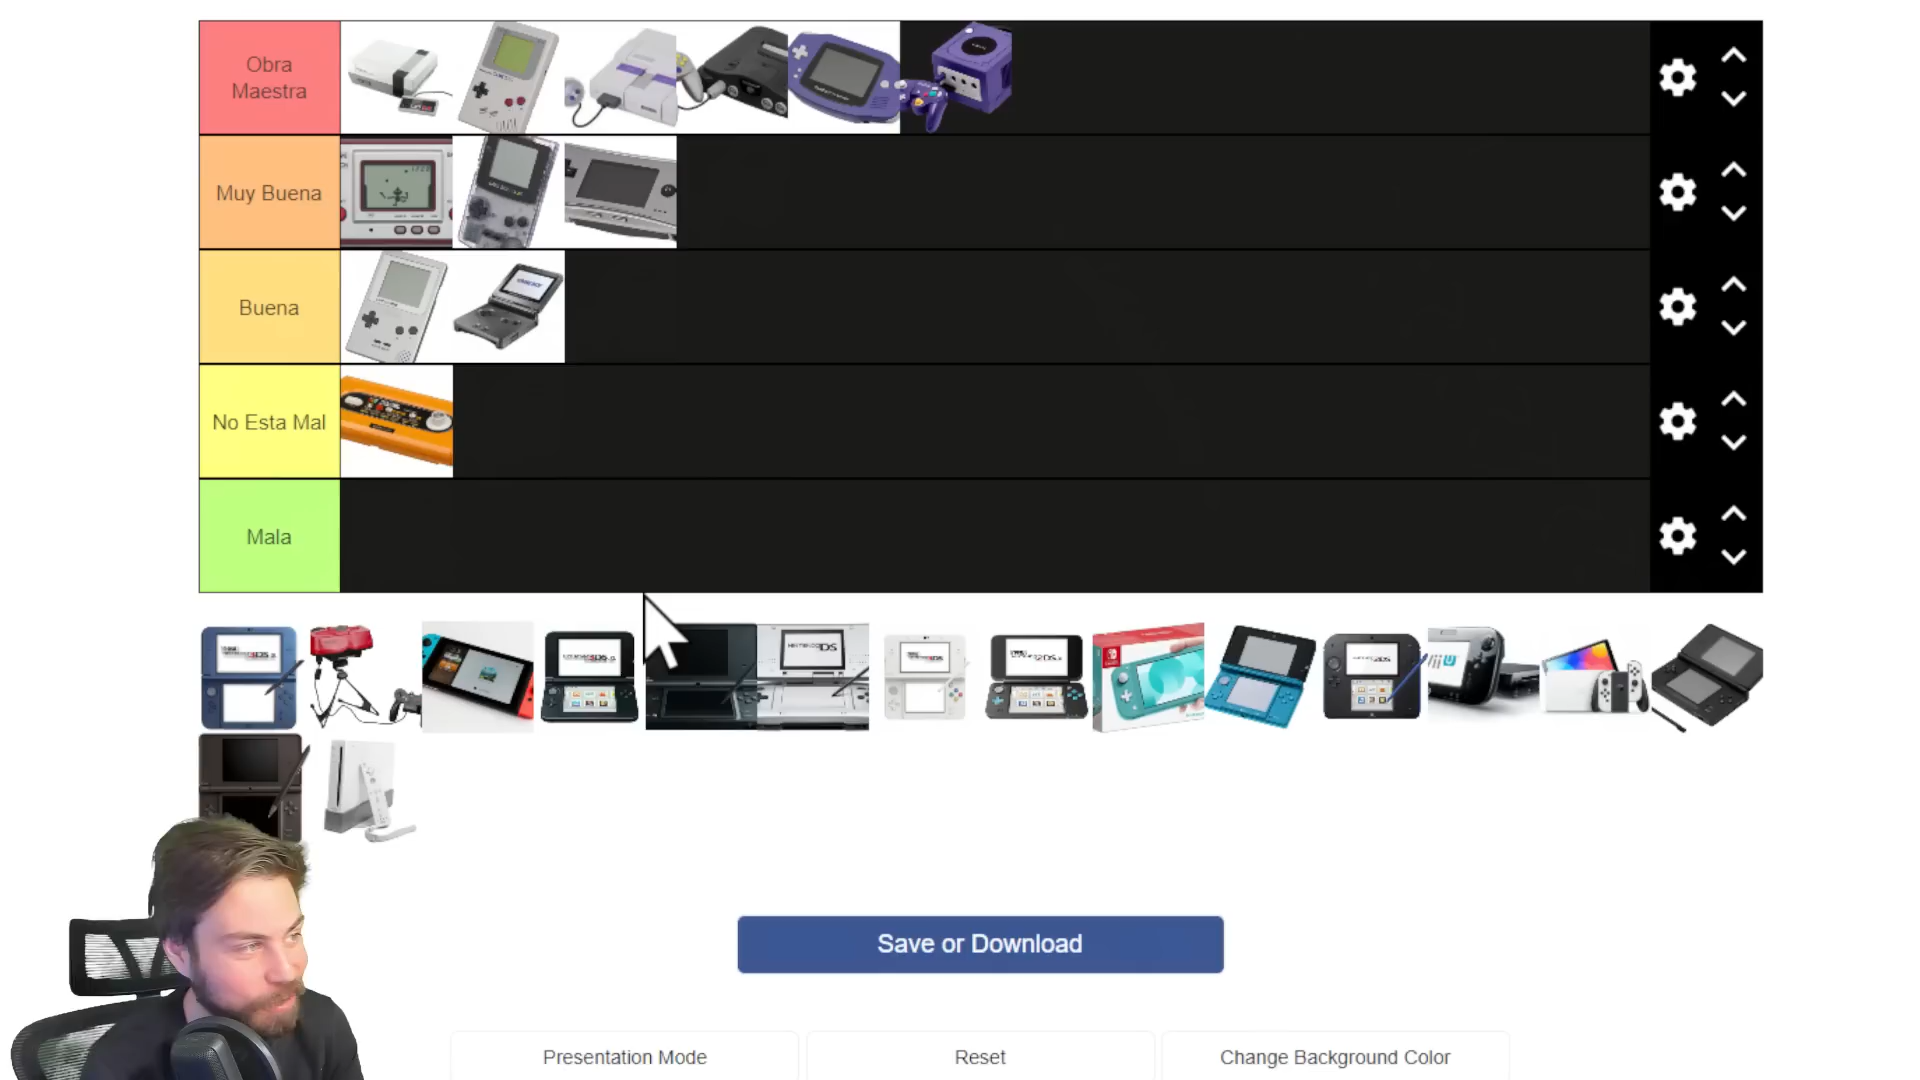 Obra
Maestra
Muy Buena
Buena
No Esta Mal
Mala
Save or Download
Presentation Mode
Reset
Change Background Color